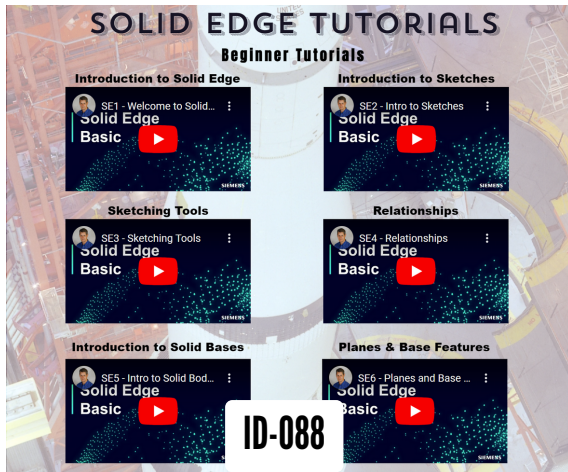 SOLID EDGE TUTORIALS
Beginner Tutorials
Introduction to Solid Edge
Introduction to Sketches
SE1 - Welcome to Solid...
Solid Edge
Basic
SIEMENS
SE2 - Intro to Sketches
Solid Edge
Basic
SIEMENS
Sketching Tools
Relationships
SE3 - Sketching Tools
Solid Edge
Basic
SIEMENS
SE4 - Relationships
Solid Edge
Basic
SIEMENS
Introduction to Solid Bases
Planes & Base Features
SE5 - Intro to Solid Bod...
Solid Edge
Basic
SE6 - Planes and Base ...
Solid Edge
Basic
SIEMENS
ID-088